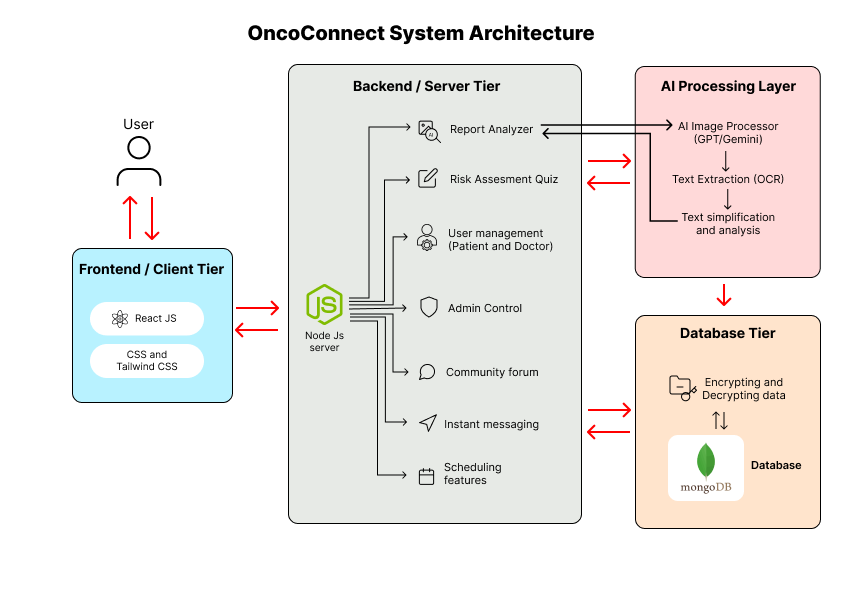 OncoConnect System Architecture
User
Frontend / Client Tier
React JS
CSS and
Tailwind CSS
Backend / Server Tier
JS
Node Js
server
Report Analyzer
AI
Risk Assesment Quiz
User management
(Patient and Doctor)
Admin Control
Community forum
Instant messaging
Scheduling
features
AI Processing Layer
AI Image Processor
(GPT/Gemini)
Text Extraction (OCR)
Text simplification
and analysis
Database Tier
Encrypting and
Decrypting data
mongoDB
Database